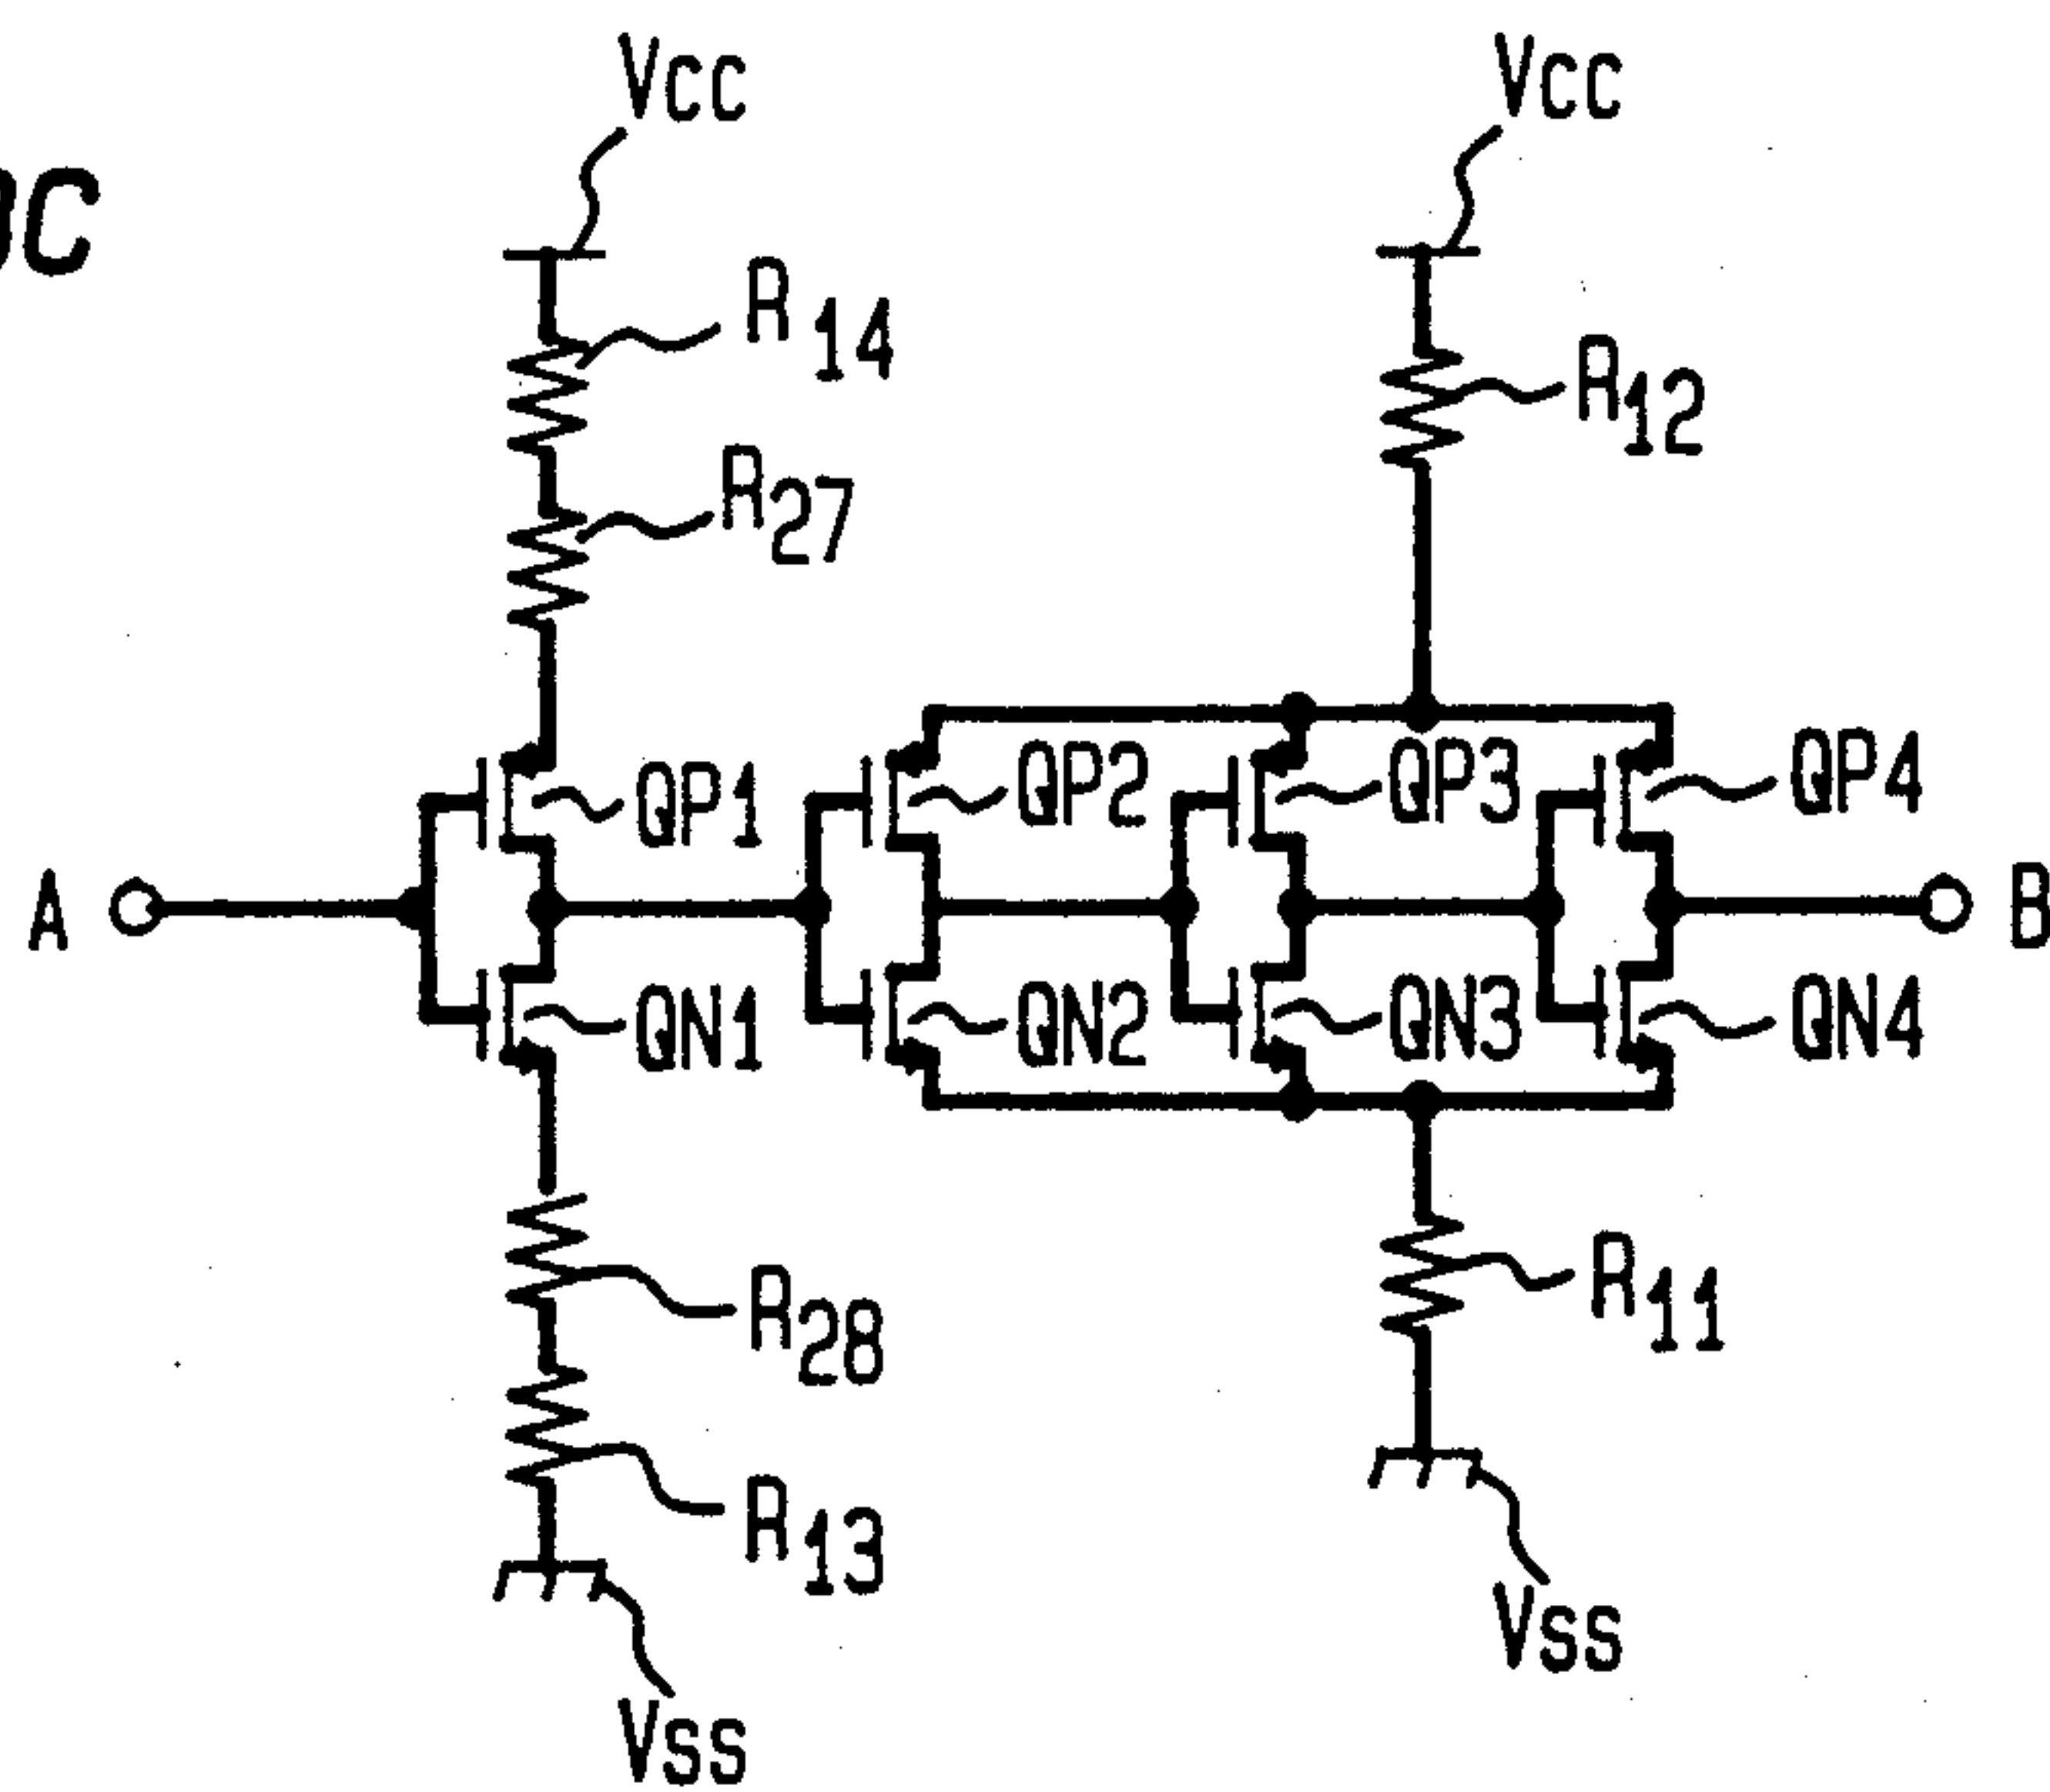 VCC
VCC
C
R14
R12
R27
QP1
QP2
QP3
QP4
A
B
QN1
QN2
QN3
QN4
R28
R11
R13
VSS
VSS